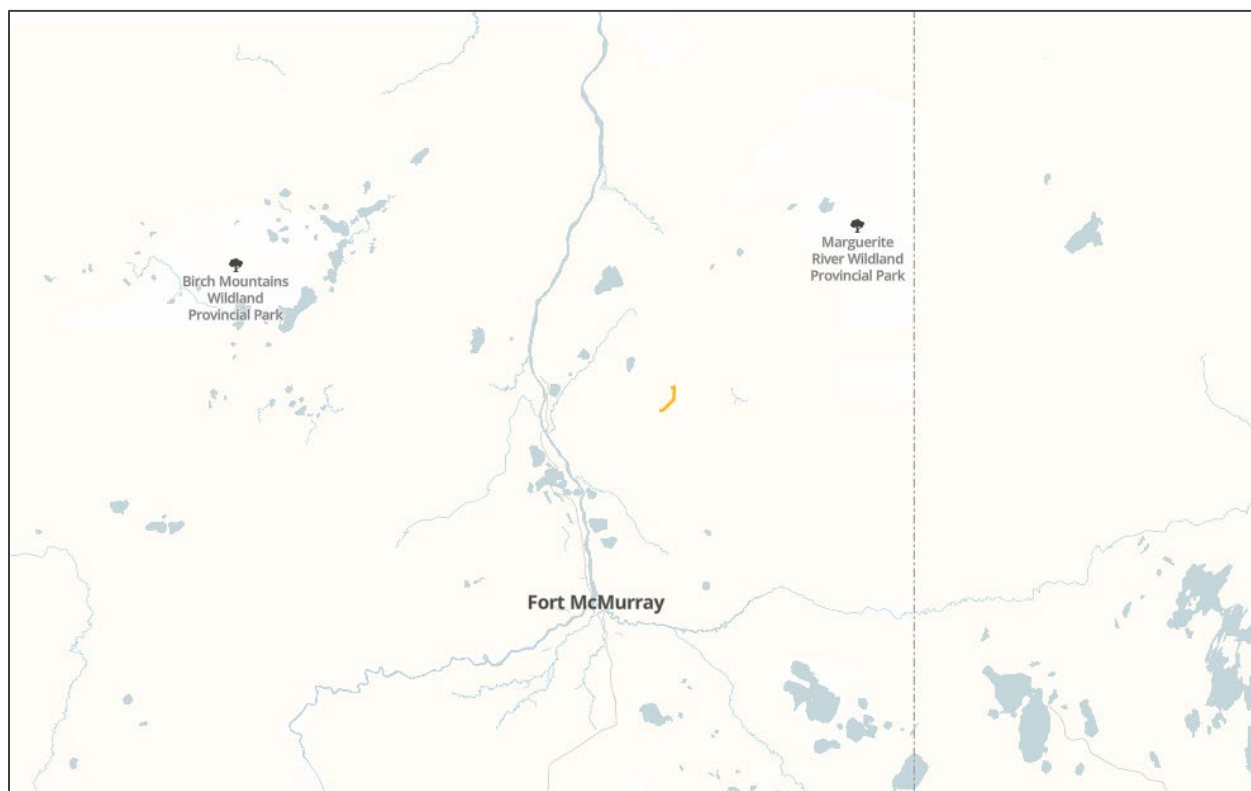 Marguerite
River Wildland
Provincial Park
Birch Mountains
Wildland
Provincial Park
Fort McMurray